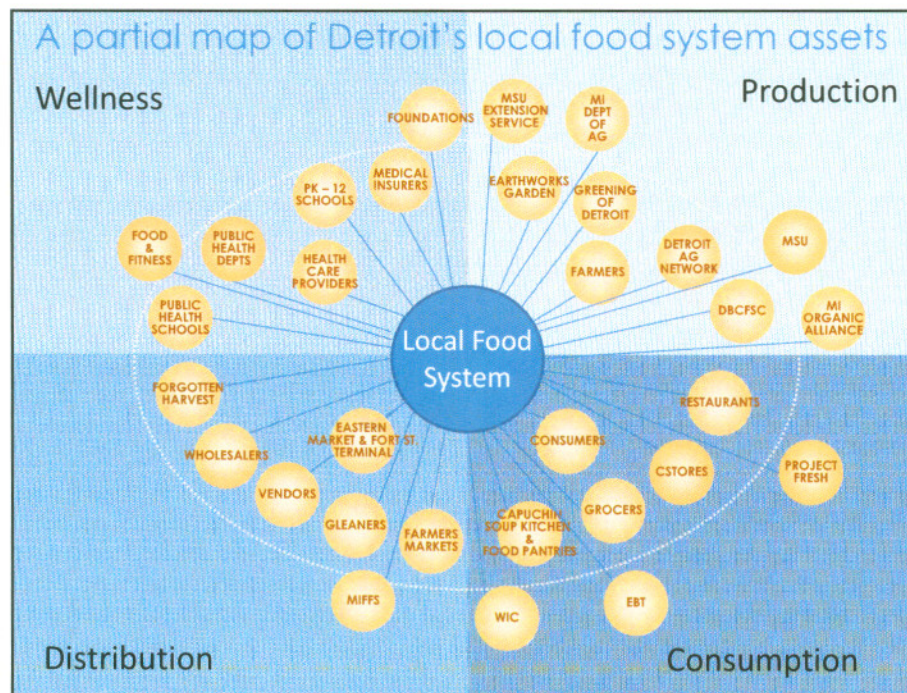 A partial map of Detroit's local food system assets
Wellness
Production
FOUNDATIONS
MSU
EXTENSION
SERVICE
MI
DEPT
OF
AG
MEDICAL
INSURERS
PK – 12
SCHOOLS
EARTHWORKS
GARDEN
GREENING
OF
DETROIT
FOOD
&
FITNESS
PUBLIC
HEALTH
DEPTS
HEALTH
CARE
PROVIDERS
FARMERS
DETROIT
AG
NETWORK
MSU
PUBLIC
HEALTH
SCHOOLS
DBCFSC
MI
ORGANIC
ALLIANCE
Local Food
System
FORGOTTEN
HARVEST
WHOLESALERS
EASTERN
MARKET & FORT ST.
TERMINAL
VENDORS
GLEANERS
FARMERS
MARKETS
MIFFS
CONSUMERS
RESTAURANTS
CSTORES
PROJECT
FRESH
GROCERS
CAPUCHIN
SOUP KITCHEN
&
FOOD PANTRIES
WIC
EBT
Distribution
Consumption